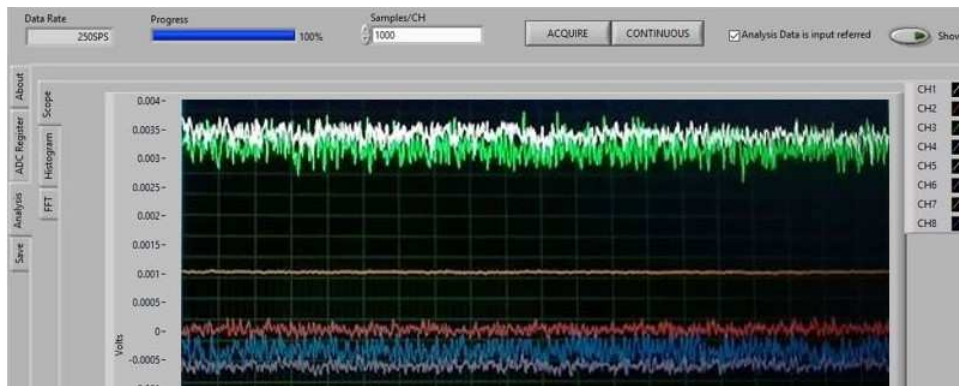 Data Rate
250SPS
Progress
100%
Samples/CH
1000
ACQUIRE
CONTINUOUS
Analysis Data is input referred
Show
About
ADC Register
Analysis
Save
Scope
Histogram
FFT
Volts
0.004
0.0035
0.003
0.0025
0.002
0.0015
0.001
0.0005
0
-0.0005
CH1
CH2
CH3
CH4
CH5
CH6
CH7
CH8